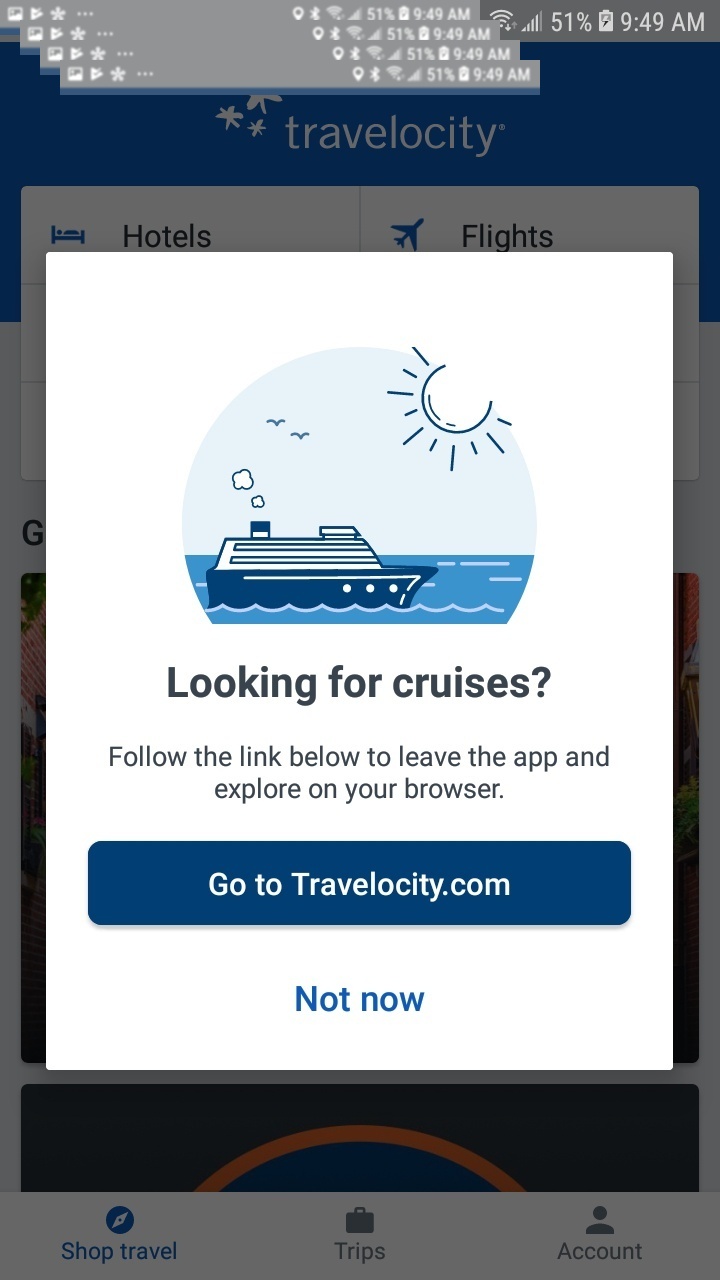 51% 9:49 AM
51% 9:49 AM
51% 9:49 AM
51% 9:49 AM
51% 9:49 AM
travelocity®
Hotels
Flights
G
Looking for cruises?
Follow the link below to leave the app and
explore on your browser.
Go to Travelocity.com
Not now
Shop travel
Trips
Account